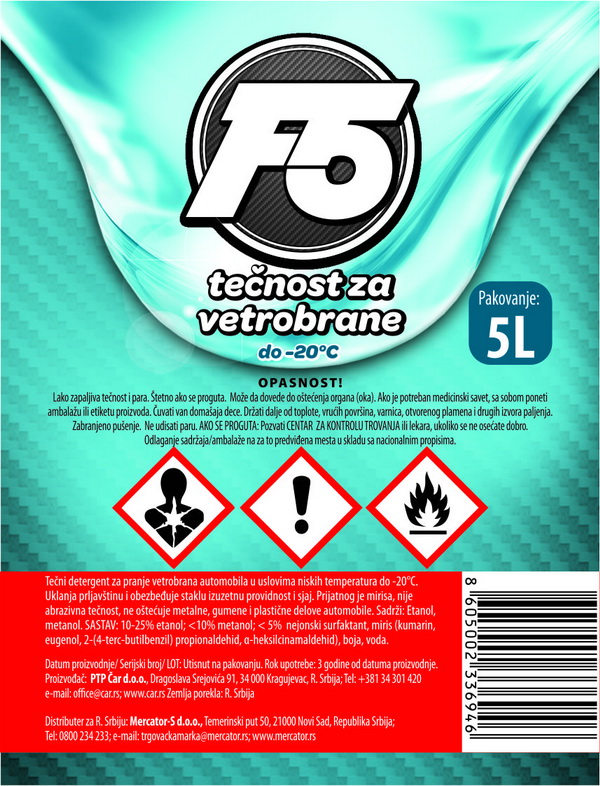 F5
tečnost za
vetrobrane
do -20°C
Pakovanje:
5L
OPASNOST!
Lako zapaljiva tečnost i para. Štetno ako se proguta. Može da dovede do oštećenja organa (oka). Ako je potreban medicinski savet, sa sobom poneti
ambalažu ili etiketu proizvoda. Čuvati van domašaja dece. Držati dalje od toplote, vrućih površina, varnica, otvorenog plamena i drugih izvora paljenja.
Zabranjeno pušenje. Ne udisati paru. AKO SE PROGUTA: Pozvati CENTAR ZA KONTROLU TROVANJA ili lekara, ukoliko se ne osećate dobro.
Odlaganje sadržaja/ambalaže na za to predviđena mesta u skladu sa nacionalnim propisima.
Tečni detergent za pranje vetrobrana automobila u uslovima niskih temperatura do -20°C.
Uklanja prljavštinu i obezbeđuje staklu izuzetnu providnost i sjaj. Prijatnog je mirisa, nije
abrazivna tečnost, ne oštećuje metalne, gumene i plastične delove automobile. Sadrži: Etanol,
metanol. SASTAV: 10-25% etanol; <10% metanol; < 5% nejonski surfaktant, miris (kumarin,
eugenol, 2-(4-terc-butilbenzil) propionaldehid, α-heksilcinamaldehid), boja, voda.
Datum proizvodnje/ Serijski broj/ LOT: Utisnut na pakovanju. Rok upotrebe: 3 godine od datuma proizvodnje.
Proizvođač: PTP Čar d.o.o., Dragoslava Srejovića 91, 34 000 Kragujevac, R. Srbija; Tel: +381 34 301 420
e-mail: office@car.rs; www.car.rs Zemlja porekla: R. Srbija
Distributer za R. Srbiju: Mercator-S d.o.o., Temerinski put 50, 21000 Novi Sad, Republika Srbija;
Tel: 0800 234 233; e-mail: trgovackamarka@mercator.rs; www.mercator.rs
8 605002 336946